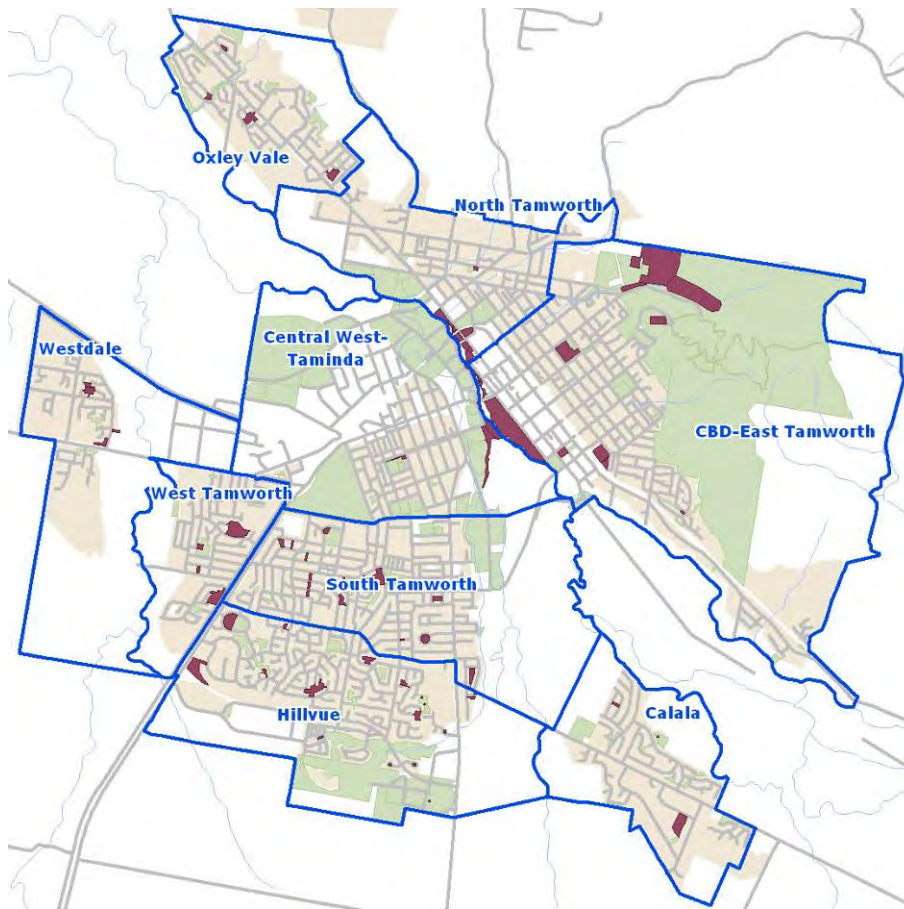 Oxley Vale
North Tamworth
Central West-
Taminda
Westdale
CBD-East Tamworth
West Tamworth
South Tamworth
Hillvue
Calala